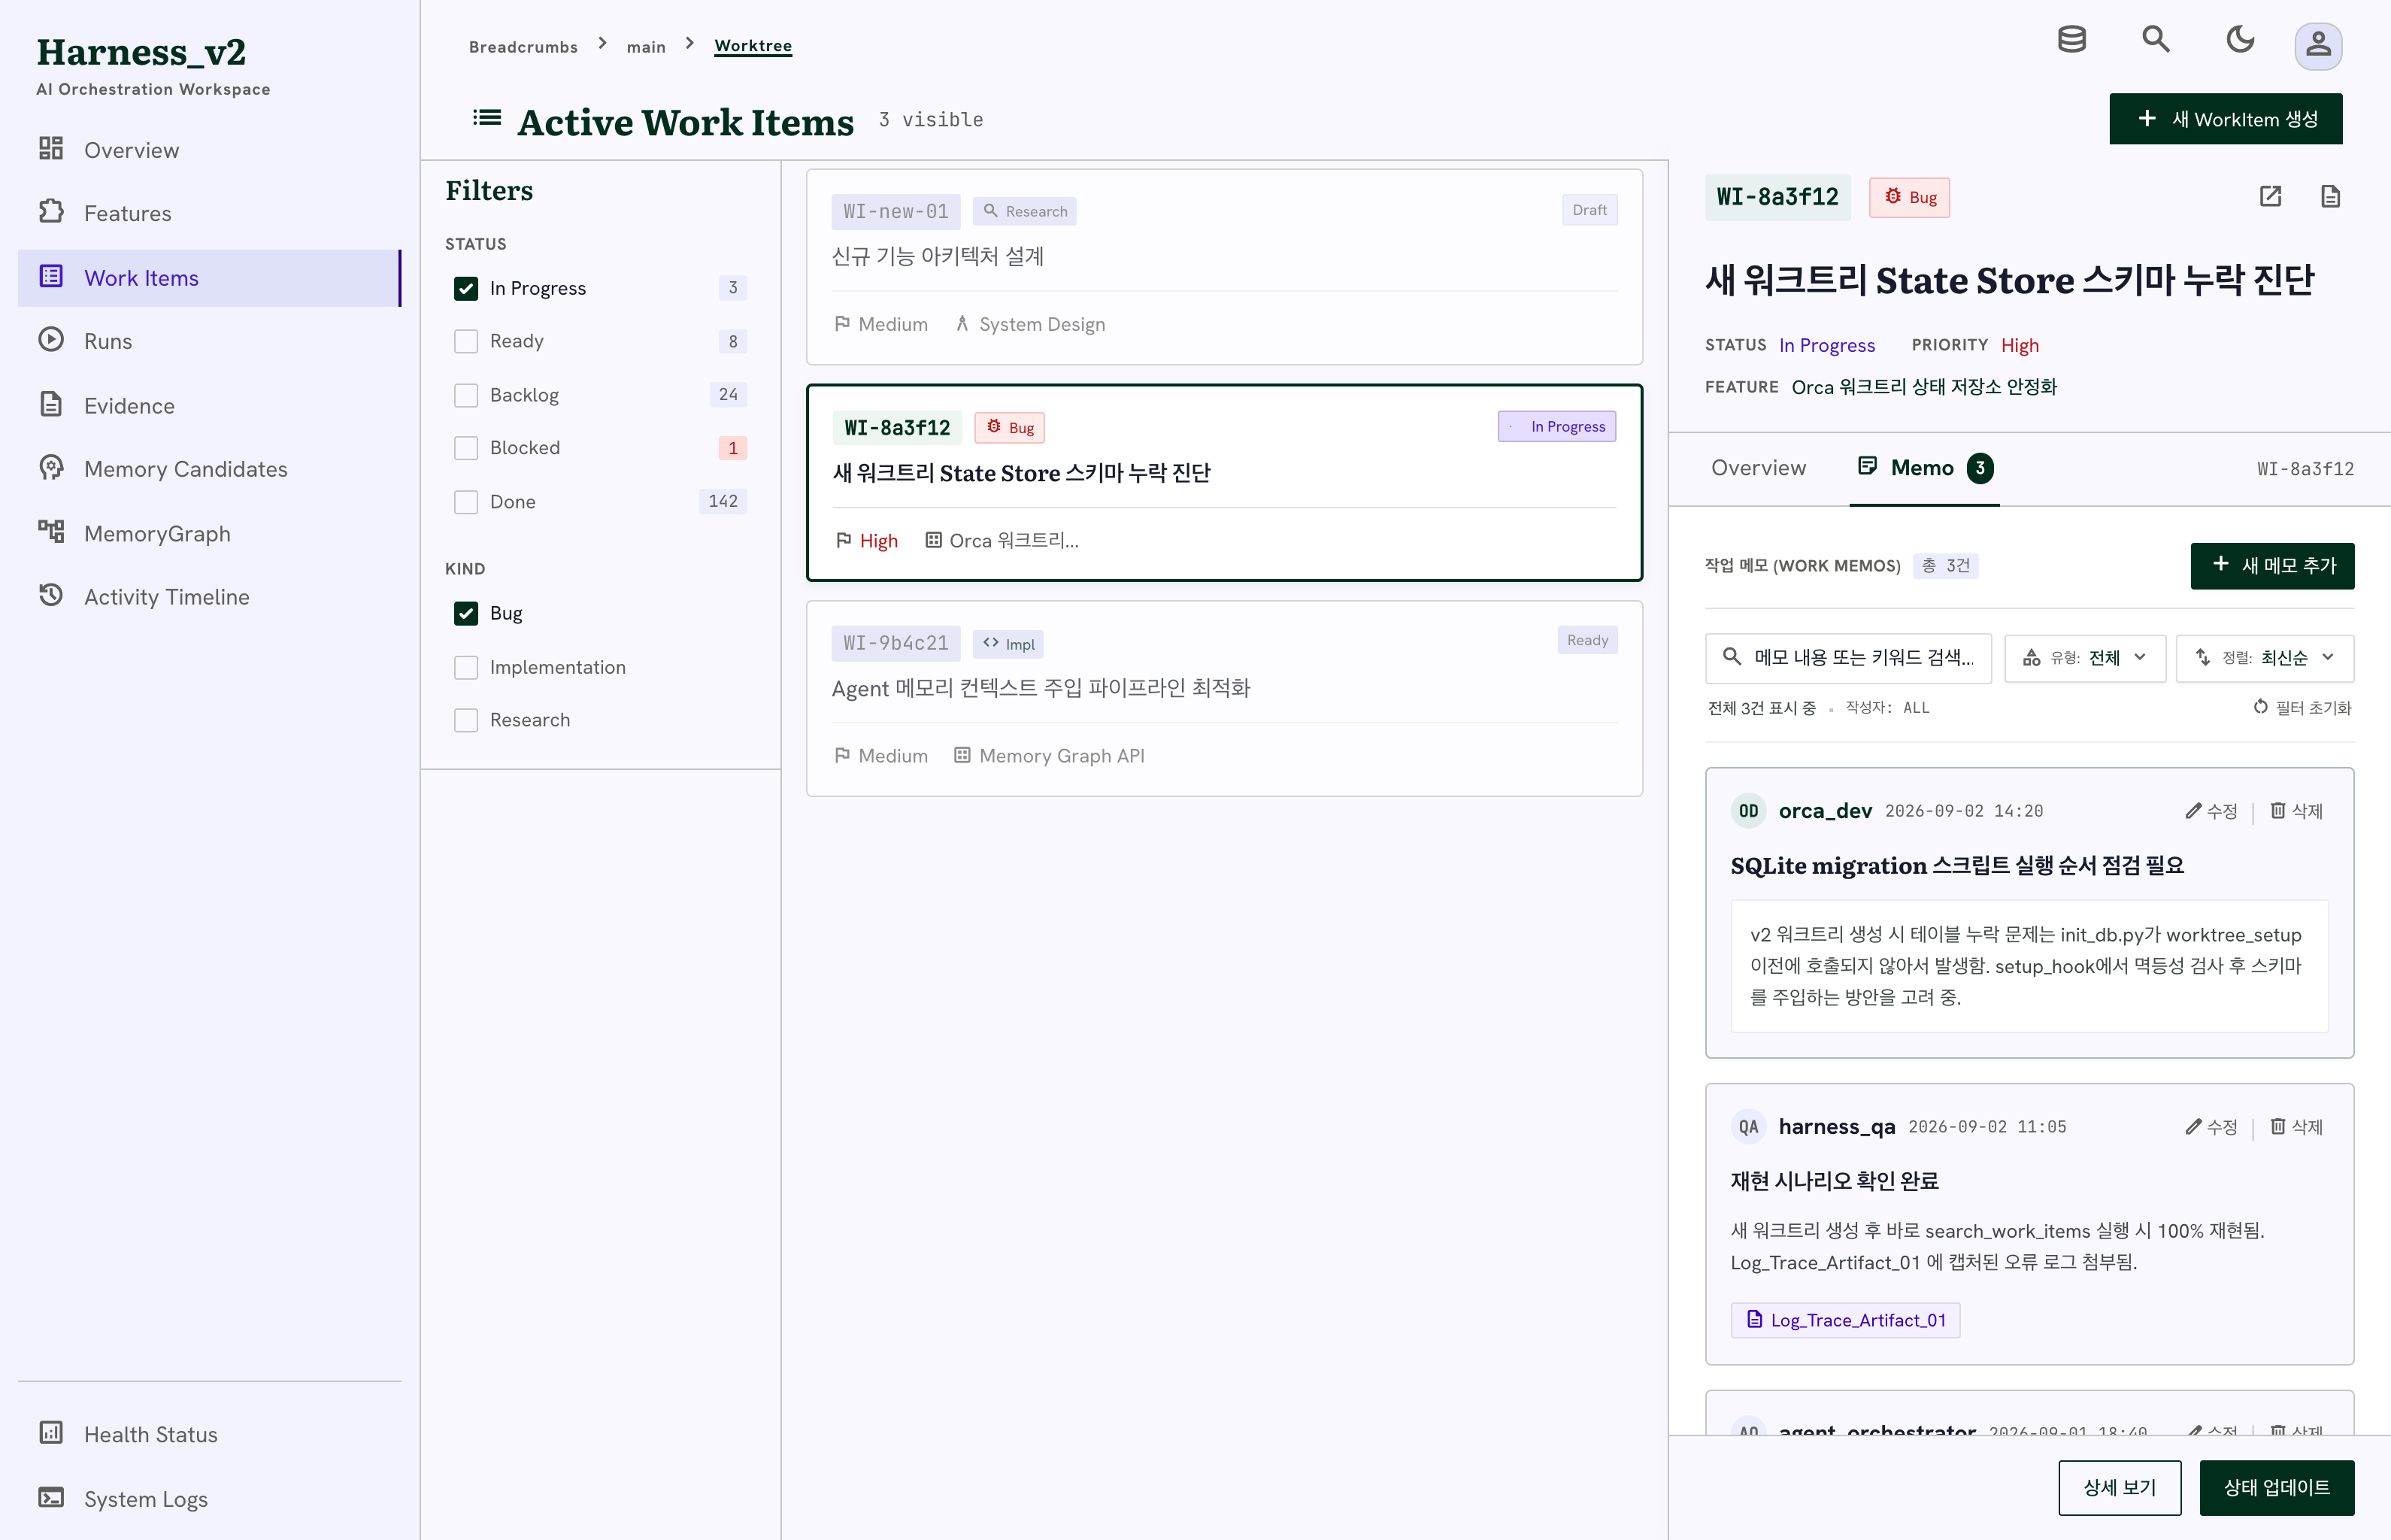 Harness_v2
AI Orchestration Workspace
Overview
Features
Work Items
Runs
Evidence
Memory Candidates
MemoryGraph
Activity Timeline
Health Status
System Logs
Breadcrumbs
main
Worktree
Active Work Items
3 visible
새 WorkItem 생성
Filters
STATUS
In Progress
3
Ready
8
Backlog
24
Blocked
1
Done
142
KIND
Bug
Implementation
Research
WI-new-01
Research
Draft
신규 기능 아키텍처 설계
Medium
System Design
WI-8a3f12
Bug
In Progress
새 워크트리 State Store 스키마 누락 진단
High
Orca 워크트리...
WI-9b4c21
Impl
Ready
Agent 메모리 컨텍스트 주입 파이프라인 최적화
Medium
Memory Graph API
WI-8a3f12
Bug
새 워크트리 State Store 스키마 누락 진단
STATUS In Progress PRIORITY High
FEATURE Orca 워크트리 상태 저장소 안정화
Overview
Memo 3
WI-8a3f12
작업 메모 (WORK MEMOS) 총 3건
새 메모 추가
메모 내용 또는 키워드 검색...
유형: 전체
정렬: 최신순
전체 3건 표시 중 • 작성자: ALL
필터 초기화
OD orca_dev 2026-09-02 14:20
수정 | 삭제
SQLite migration 스크립트 실행 순서 점검 필요
v2 워크트리 생성 시 테이블 누락 문제는 init_db.py가 worktree_setup
이전에 호출되지 않아서 발생함. setup_hook에서 멱등성 검사 후 스키마
를 주입하는 방안을 고려 중.
QA harness_qa 2026-09-02 11:05
수정 | 삭제
재현 시나리오 확인 완료
새 워크트리 생성 후 바로 search_work_items 실행 시 100% 재현됨.
Log_Trace_Artifact_01 에 캡처된 오류 로그 첨부됨.
Log_Trace_Artifact_01
AO agent_orchestrator 2026-09-01 18:40
수정 | 삭제
상세 보기
상태 업데이트